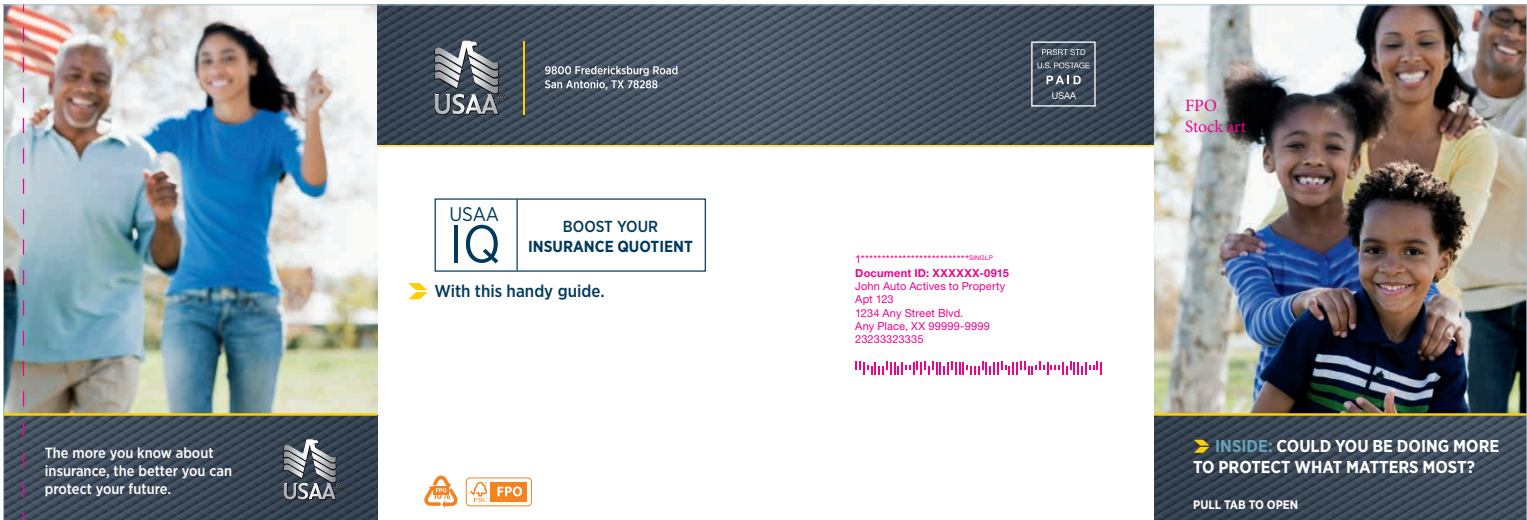 The more you know about
insurance, the better you can
protect your future.
USAA
USAA
9800 Fredericksburg Road
San Antonio, TX 78288
PRSRT STD
U.S. POSTAGE
PAID
USAA
USAA
IQ
BOOST YOUR
INSURANCE QUOTIENT
With this handy guide.
1**************************SINGLP
Document ID: XXXXXX-0915
John Auto Actives to Property
Apt 123
1234 Any Street Blvd.
Any Place, XX 99999-9999
23233323335
FPO
10%
FSC
FPO
FPO
Stock art
INSIDE: COULD YOU BE DOING MORE
TO PROTECT WHAT MATTERS MOST?
PULL TAB TO OPEN